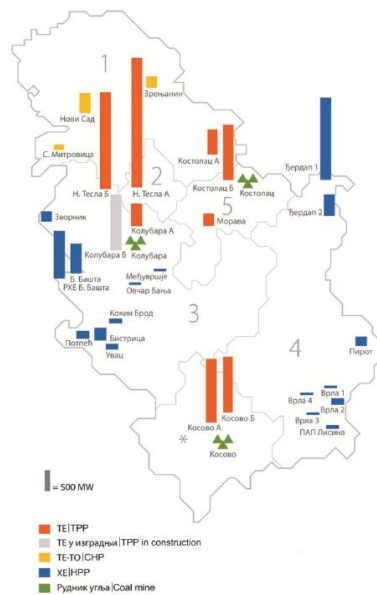 1
Зрењанин
Нови Сад
С. Митровица
Костолац А
Н. Тесла Б
Н. Тесла А
Костолац Б
Костолац
Ђердап 1
2
5
Зворник
Колубара А
Морава
Ђердап 2
Колубара Б
Колубара
Б. Башта
РХЕ Б. Башта
Међувршје
Овчар Бања
3
Кокин Брод
Потпећ
Бистрица
Увац
4
Пирот
Врла 1
Врла 4
Врла 2
Врла 3
ПАП Лисина
Косово Б
Косово А
*
Косово
= 500 MW
ТЕ|TPP
ТЕ у изградњи|TPP in construction
ТЕ-ТО|CHP
ХЕ|HPP
Рудник угља|Coal mine